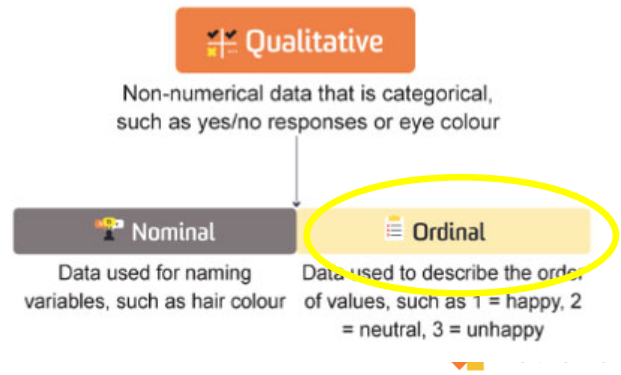 Qualitative
Non-numerical data that is categorical,
such as yes/no responses or eye colour
Nominal
Ordinal
Data used for naming
variables, such as hair colour
Data used to describe the order
of values, such as 1 = happy, 2
= neutral, 3 = unhappy